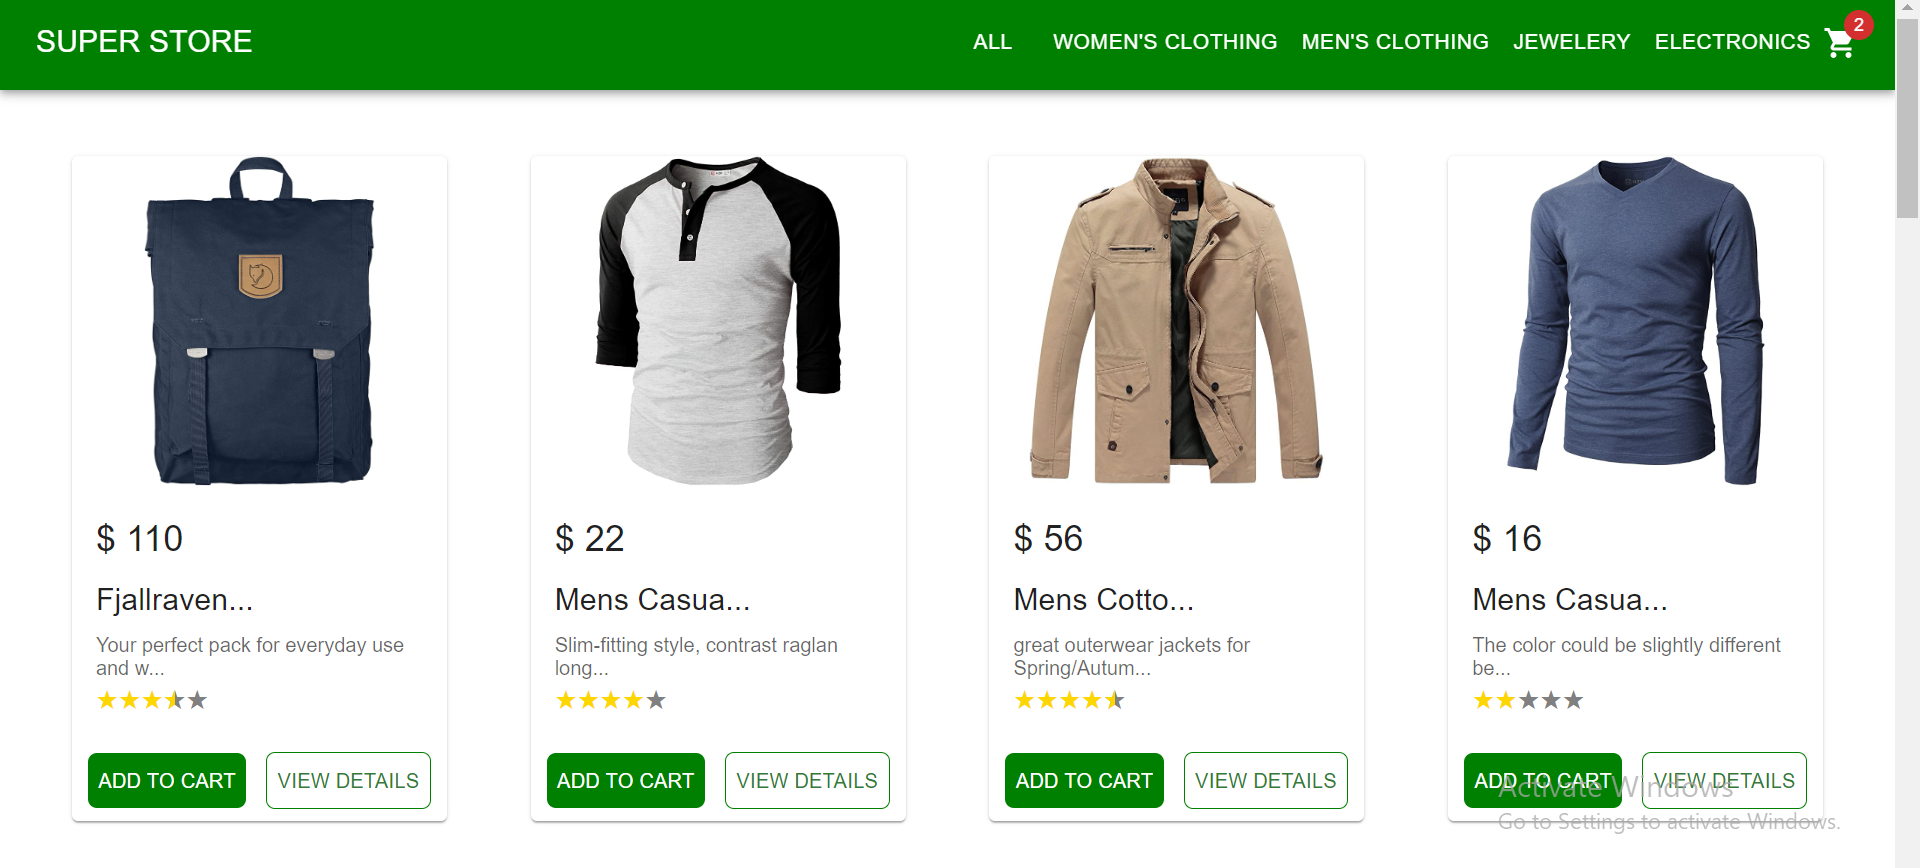 SUPER STORE
ALL WOMEN'S CLOTHING MEN'S CLOTHING JEWELERY ELECTRONICS 2
$ 110
Fjallraven...
Your perfect pack for everyday use
and w...
ADD TO CART VIEW DETAILS
$ 22
Mens Casua...
Slim-fitting style, contrast raglan
long...
ADD TO CART VIEW DETAILS
$ 56
Mens Cotto...
great outerwear jackets for
Spring/Autum...
ADD TO CART VIEW DETAILS
$ 16
Mens Casua...
The color could be slightly different
be...
ADD TO CART VIEW DETAILS
Activate Windows
Go to Settings to activate Windows.